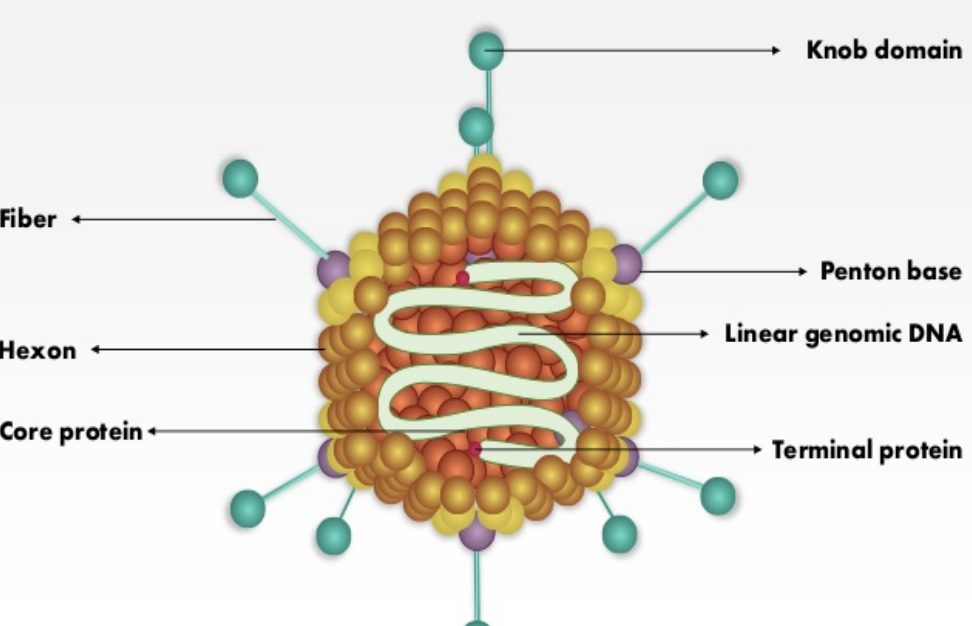 Knob domain
Fiber
Penton base
Linear genomic DNA
Hexon
Core protein
Terminal protein